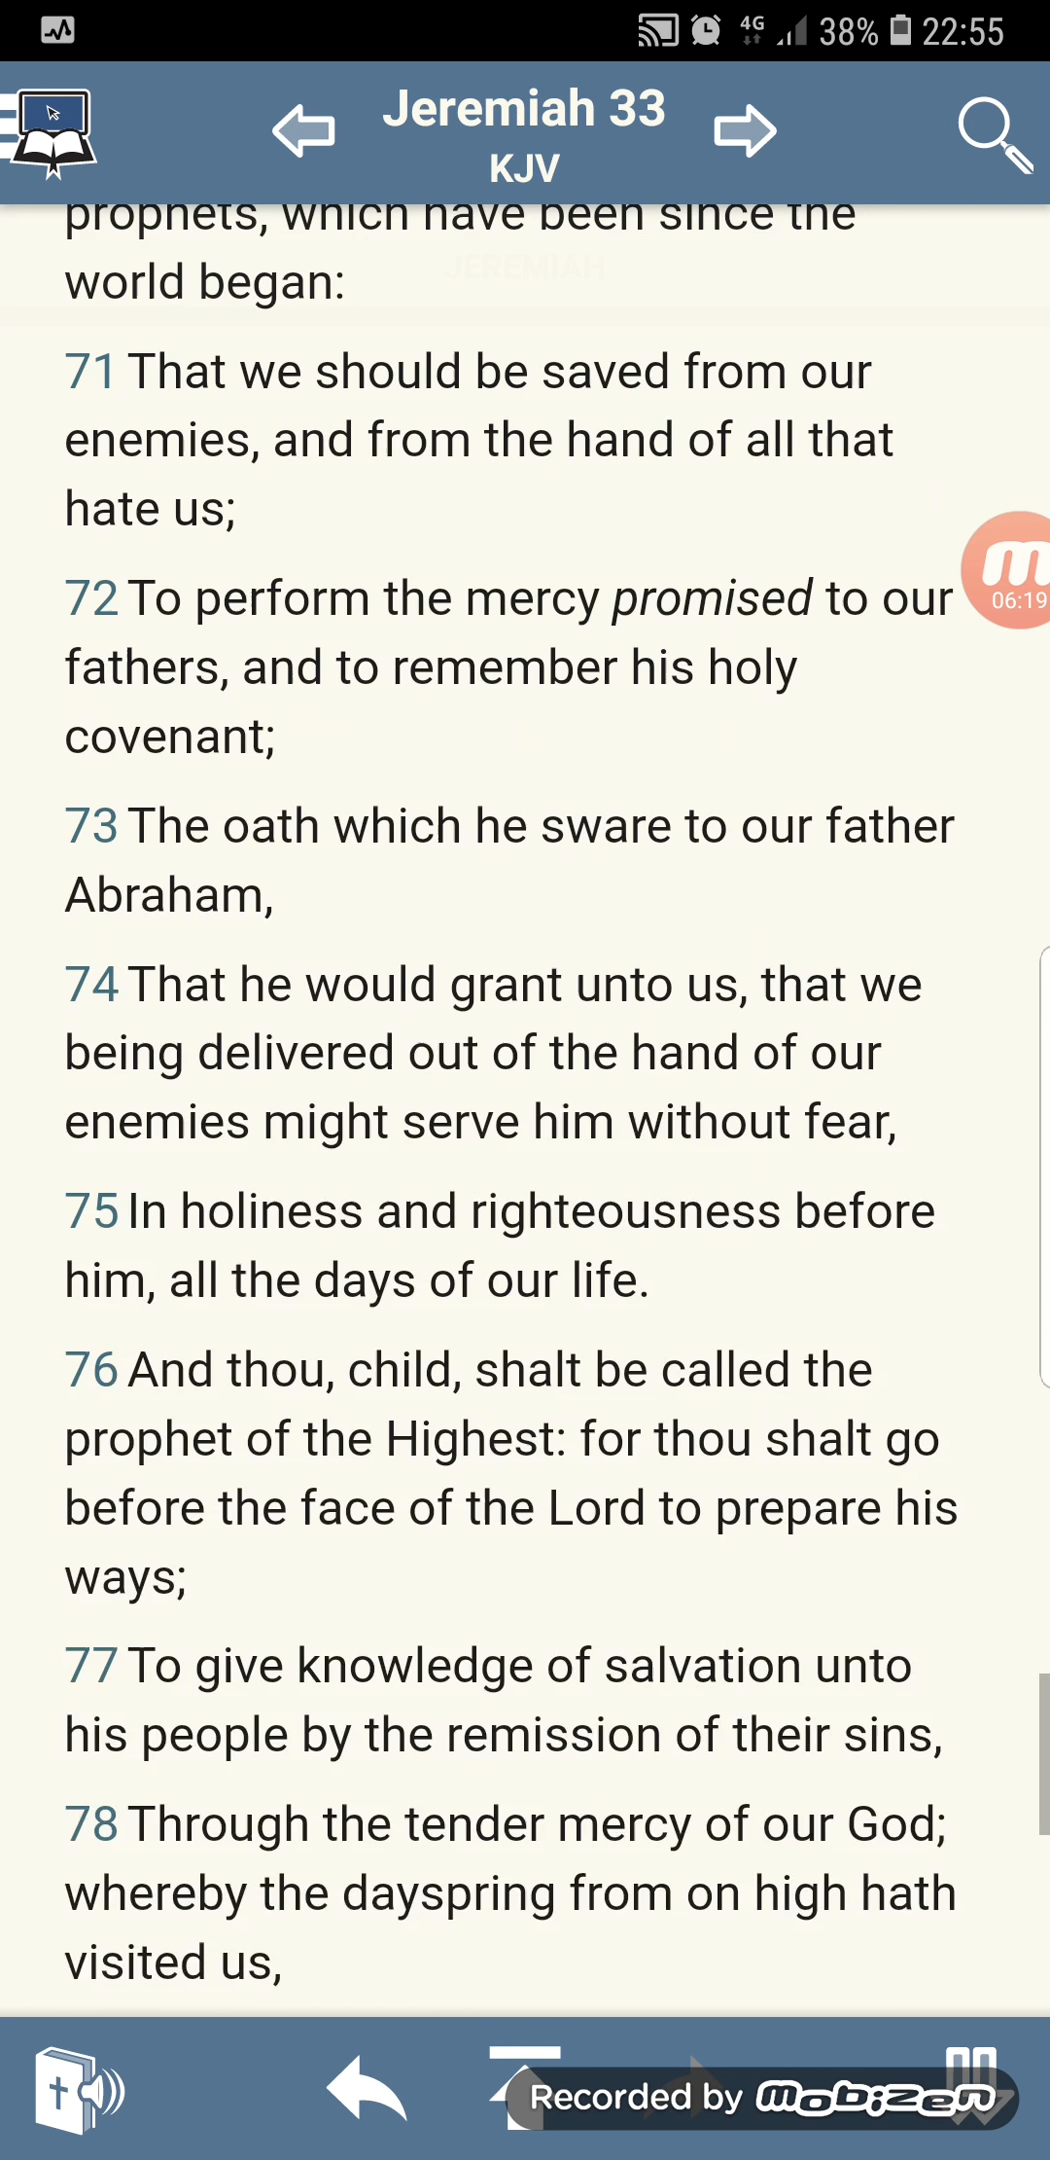 4G 38% 22:55
Jeremiah 33
KJV
prophets, which have been since the
JEREMIAH
world began:
71 That we should be saved from our
enemies, and from the hand of all that
hate us;
06:19
72 To perform the mercy promised to our
fathers, and to remember his holy
covenant;
73 The oath which he sware to our father
Abraham,
74 That he would grant unto us, that we
being delivered out of the hand of our
enemies might serve him without fear,
75 In holiness and righteousness before
him, all the days of our life.
76 And thou, child, shalt be called the
prophet of the Highest: for thou shalt go
before the face of the Lord to prepare his
ways;
77 To give knowledge of salvation unto
his people by the remission of their sins,
78 Through the tender mercy of our God;
whereby the dayspring from on high hath
visited us,
Recorded by mobizen